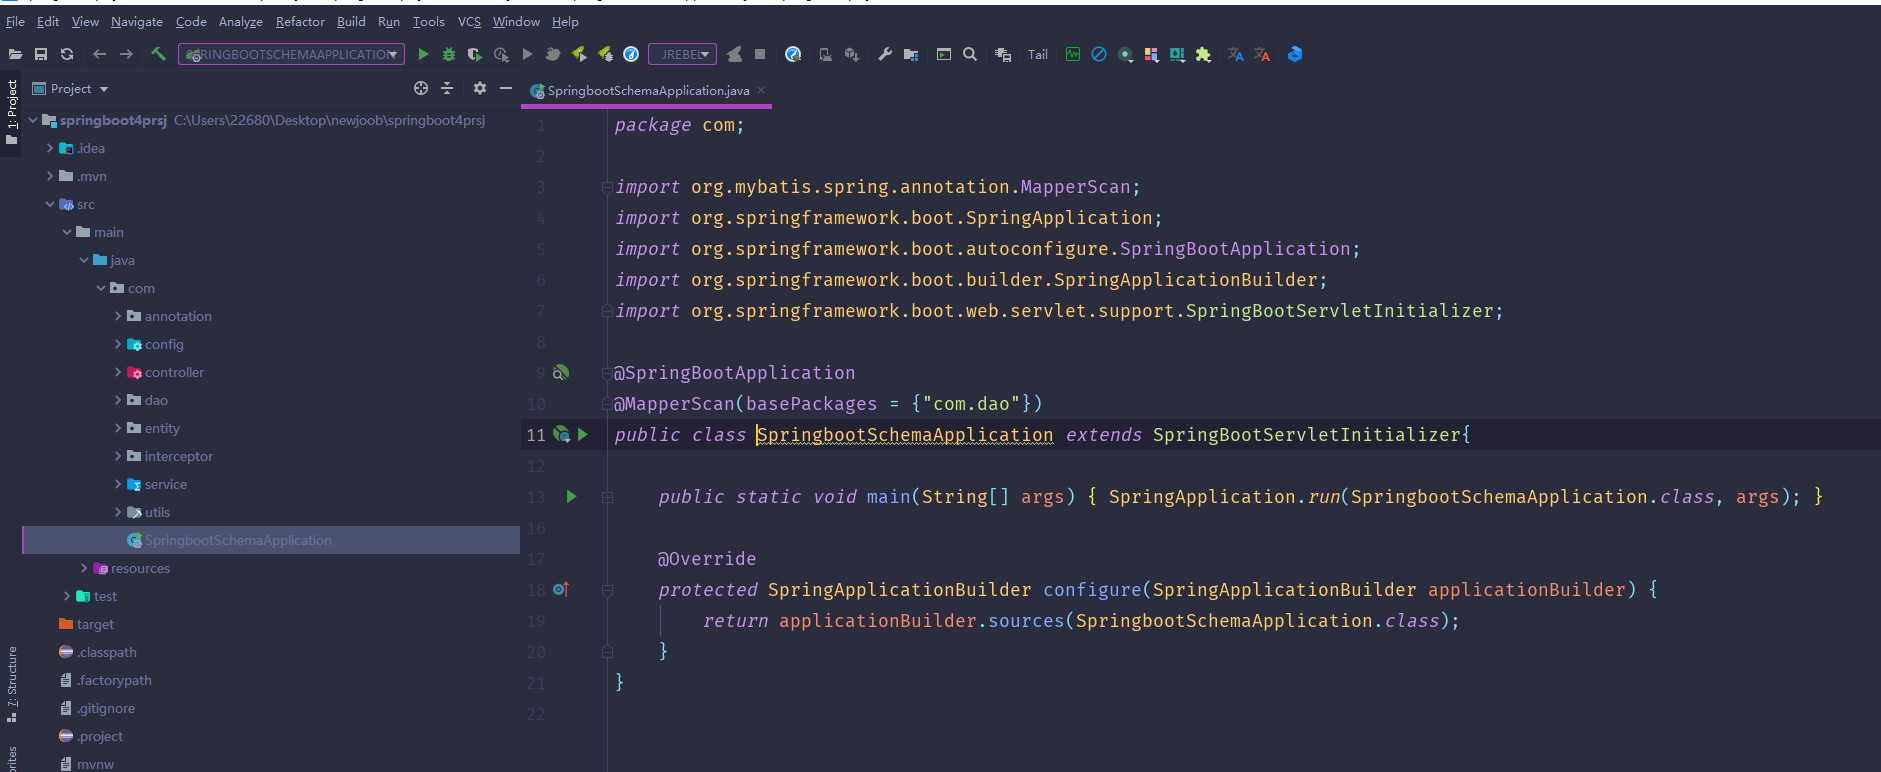 File Edit View Navigate Code Analyze Refactor Build Run Tools VCS Window Help
RINGBOOTSCHEMAAPPLICATION JREBEL Tail
1: Project
Project
SpringbootSchemaApplication.java
springboot4prsj C:\Users\22680\Desktop\newjoob\springboot4prsj
.idea
.mvn
src
main
java
com
annotation
config
controller
dao
entity
interceptor
service
utils
SpringbootSchemaApplication
resources
test
target
.classpath
.factorypath
.gitignore
.project
mvnw
7: Structure
1 package com;
2
3 import org.mybatis.spring.annotation.MapperScan;
4 import org.springframework.boot.SpringApplication;
5 import org.springframework.boot.autoconfigure.SpringBootApplication;
6 import org.springframework.boot.builder.SpringApplicationBuilder;
7 import org.springframework.boot.web.servlet.support.SpringBootServletInitializer;
8
9 @SpringBootApplication
10 @MapperScan(basePackages = {"com.dao"})
11 public class SpringbootSchemaApplication extends SpringBootServletInitializer{
12
13 public static void main(String[] args) { SpringApplication.run(SpringbootSchemaApplication.class, args); }
16
17 @Override
18 protected SpringApplicationBuilder configure(SpringApplicationBuilder applicationBuilder) {
19 return applicationBuilder.sources(SpringbootSchemaApplication.class);
20 }
21 }
22